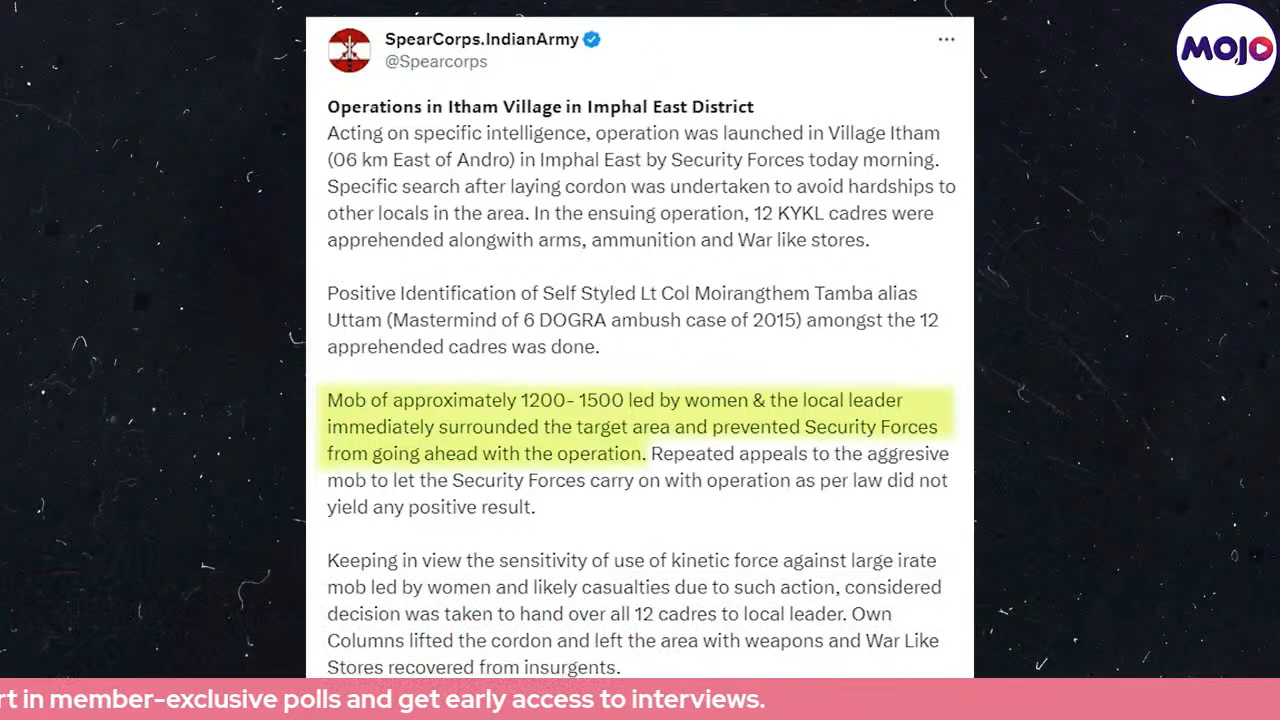 SpearCorps.IndianArmy
@Spearcorps
MOJO
Operations in Itham Village in Imphal East District
Acting on specific intelligence, operation was launched in Village Itham
(06 km East of Andro) in Imphal East by Security Forces today morning.
Specific search after laying cordon was undertaken to avoid hardships to
other locals in the area. In the ensuing operation, 12 KYKL cadres were
apprehended alongwith arms, ammunition and War like stores.
Positive Identification of Self Styled Lt Col Moirangthem Tamba alias
Uttam (Mastermind of 6 DOGRA ambush case of 2015) amongst the 12
apprehended cadres was done.
Mob of approximately 1200- 1500 led by women & the local leader
immediately surrounded the target area and prevented Security Forces
from going ahead with the operation. Repeated appeals to the aggresive
mob to let the Security Forces carry on with operation as per law did not
yield any positive result.
Keeping in view the sensitivity of use of kinetic force against large irate
mob led by women and likely casualties due to such action, considered
decision was taken to hand over all 12 cadres to local leader. Own
Columns lifted the cordon and left the area with weapons and War Like
Stores recovered from insurgents.
rt in member-exclusive polls and get early access to interviews.